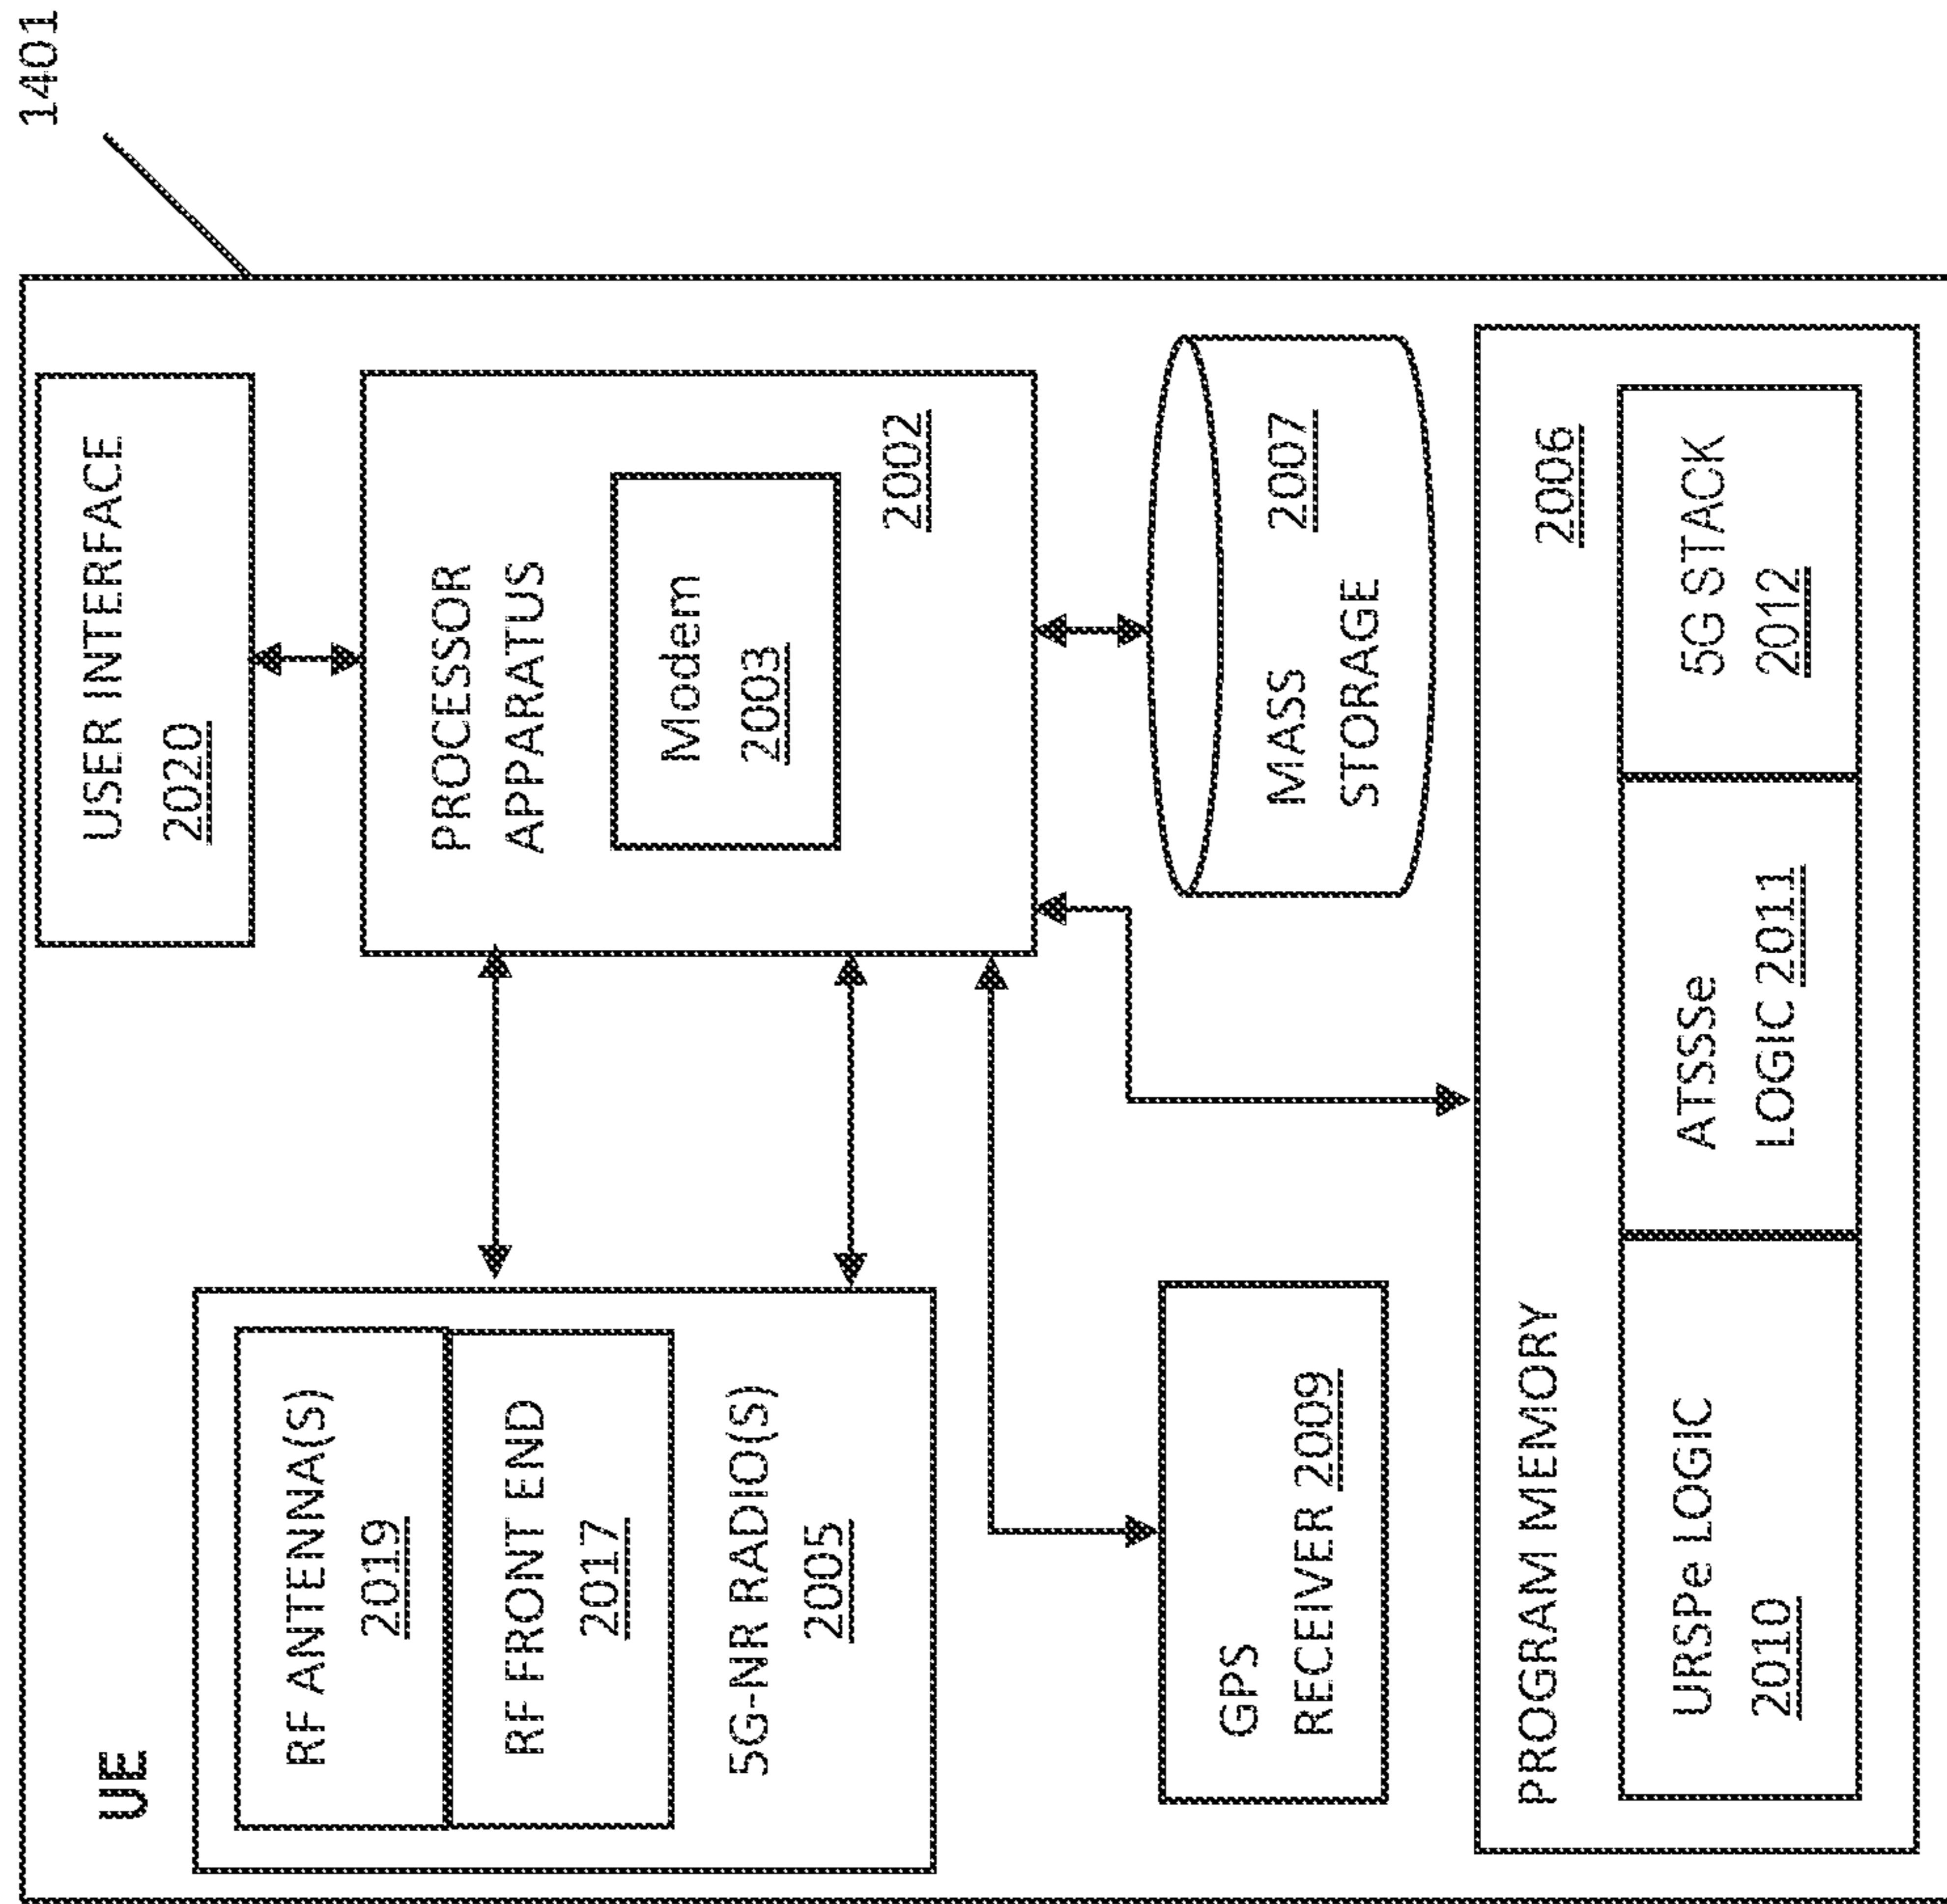 1401
UE
USER INTERFACE
2020
RF ANTENNA(S)
2019
RF FRONT END
2017
5G-NR RADIO(S)
2005
PROCESSOR
APPARATUS
Modem
2003
2002
GPS
RECEIVER 2009
MASS
STORAGE
2007
PROGRAM MEMORY
2006
URSPe LOGIC
2010
ATSSSe
LOGIC 2011
5G STACK
2012